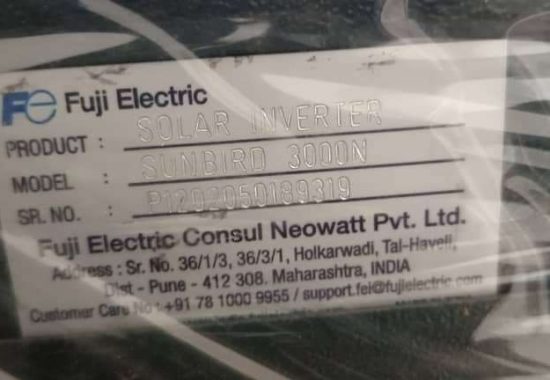 Fe Fuji Electric
PRODUCT : SOLAR INVERTER
MODEL : SUNBIRD 3000N
SR. NO. : P1202050189319
Fuji Electric Consul Neowatt Pvt. Ltd.
Address : Sr. No. 36/1/3, 36/3/1, Holkarwadi, Tal-Haveli,
Dist - Pune - 412 308. Maharashtra, INDIA
Customer Care No : +91 78 1000 9955 / support.fei@fujielectric.com